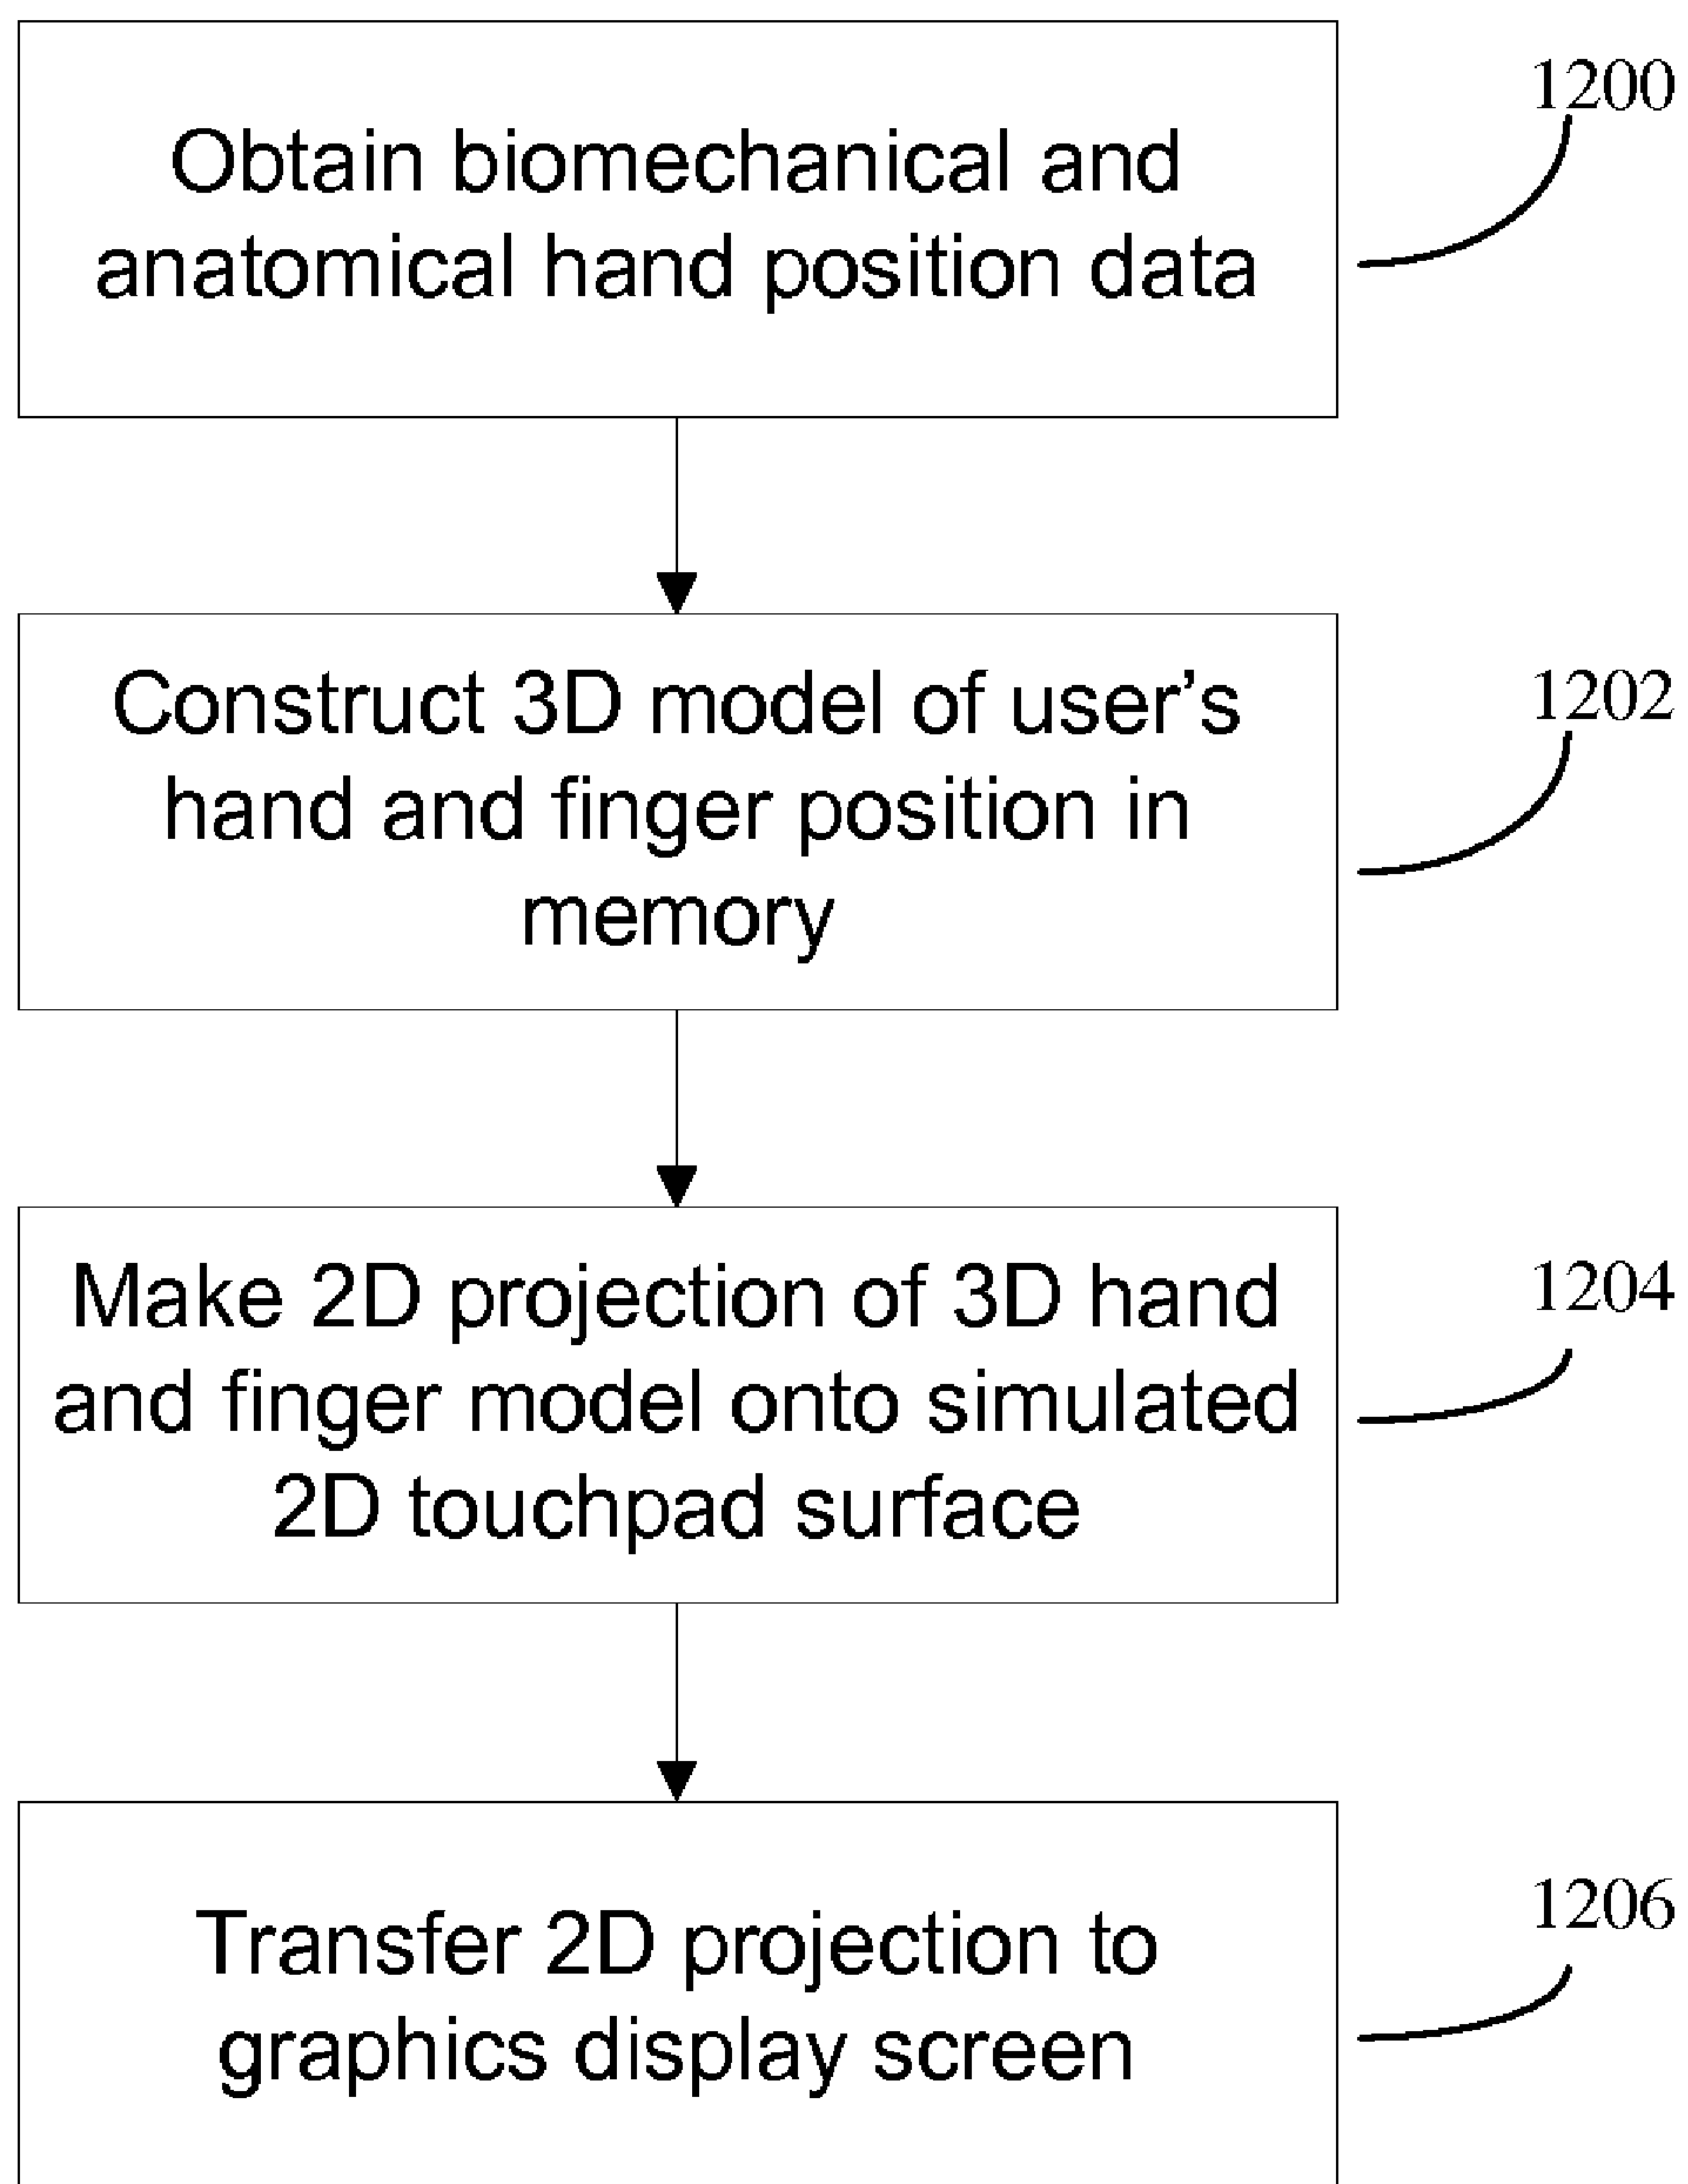 Obtain biomechanical and
anatomical hand position data
1200
Construct 3D model of user’s
hand and finger position in
memory
1202
Make 2D projection of 3D hand
and finger model onto simulated
2D touchpad surface
1204
Transfer 2D projection to
graphics display screen
1206